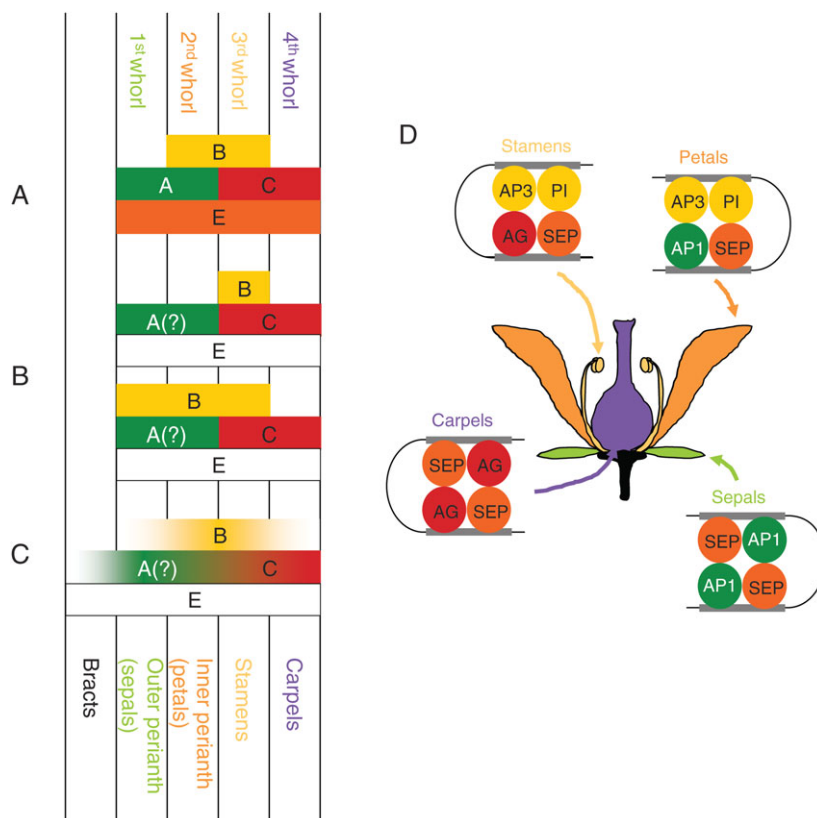 1st whorl
2nd whorl
3rd whorl
4th whorl
A
B
A
C
E
B
B
A(?)
C
E
B
A(?)
C
E
C
B
A(?)
C
E
Bracts
Outer perianth
(sepals)
Inner perianth
(petals)
Stamens
Carpels
D
Stamens
AP3 PI
AG SEP
Petals
AP3 PI
AP1 SEP
Carpels
SEP AG
AG SEP
Sepals
SEP AP1
AP1 SEP